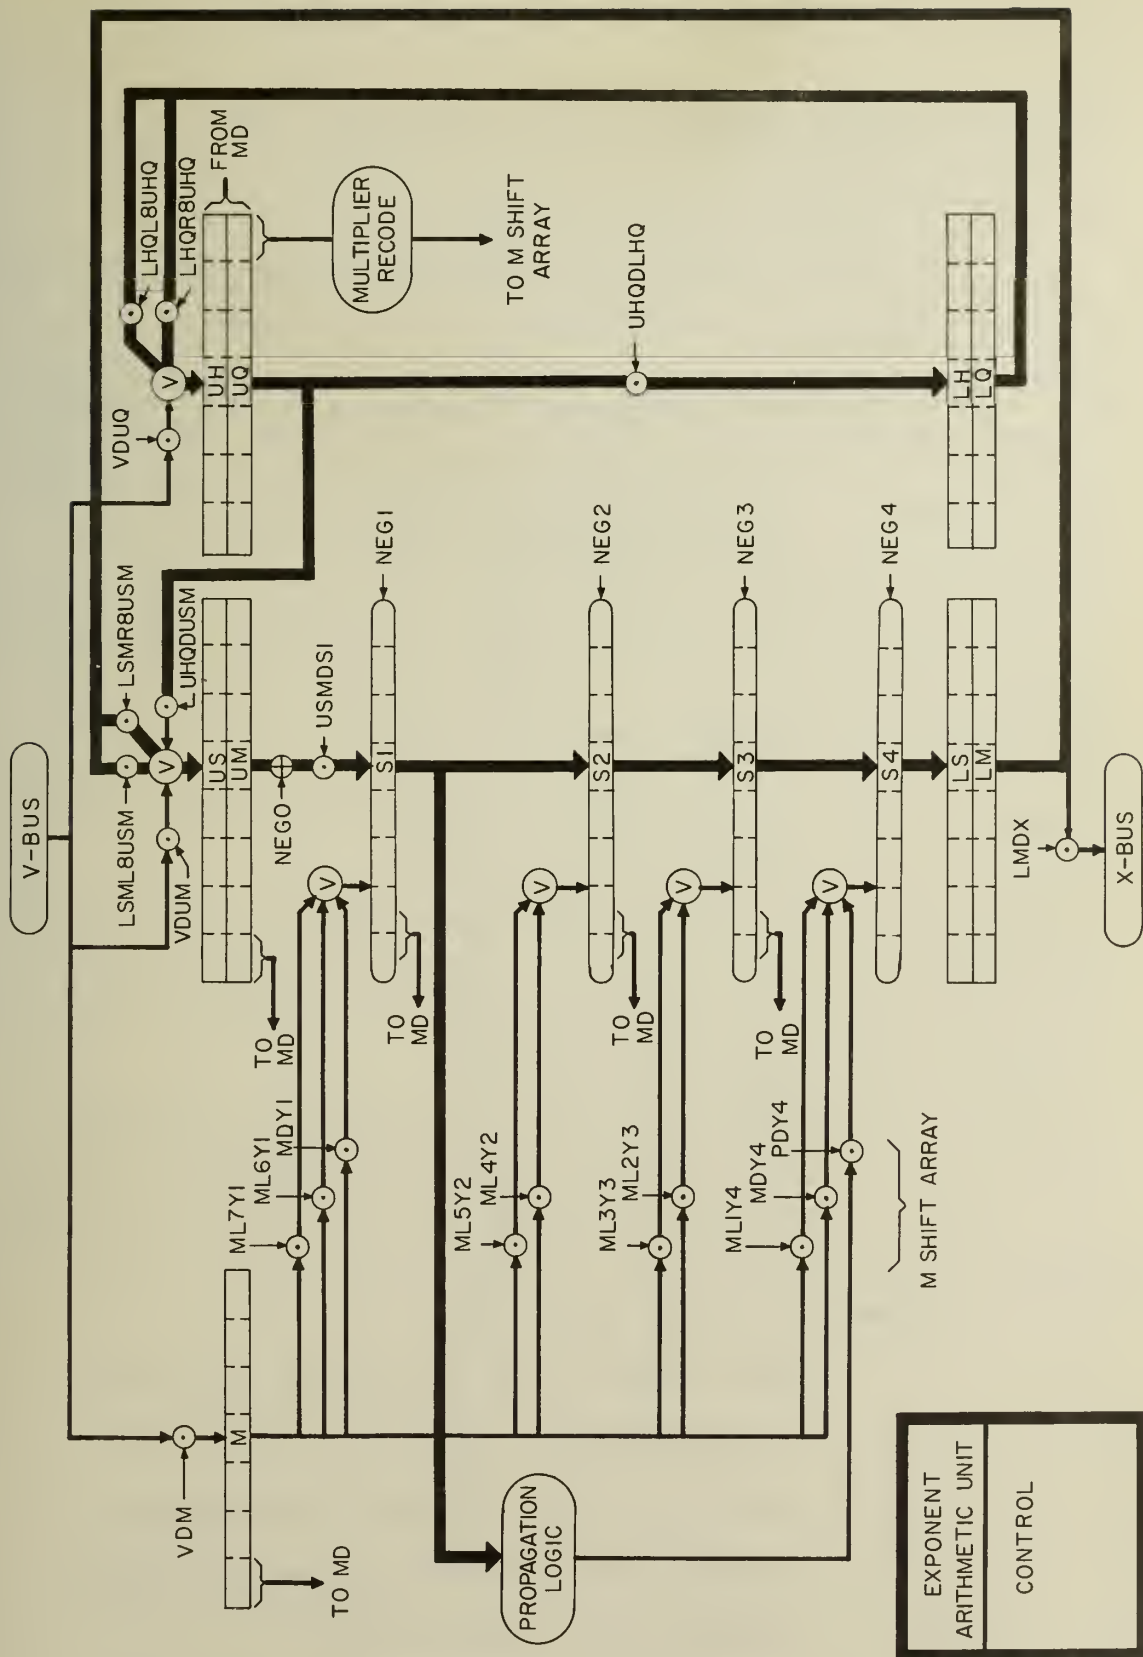 V-BUS
LSML8USM
VDUM
LSMR8USM
UHQDUSM
VDUQ
LHQL8UHQ
LHQR8UHQ
FROM
MD
VDM
M
TO MD
US
UM
TO
MD
UH
UQ
MULTIPLIER
RECODE
TO M SHIFT
ARRAY
NEG0
USMDS1
ML7Y1
ML6Y1
MDY1
S1
NEG1
TO
MD
UHQDLHQ
PROPAGATION
LOGIC
ML5Y2
ML4Y2
S2
NEG2
TO
MD
ML3Y3
ML2Y3
S3
NEG3
TO
MD
ML1Y4
MDY4
PDY4
S4
NEG4
M SHIFT ARRAY
LS
LM
LH
LQ
LMDX
X-BUS
EXPONENT
ARITHMETIC UNIT
CONTROL
V
V
V
V
V
V